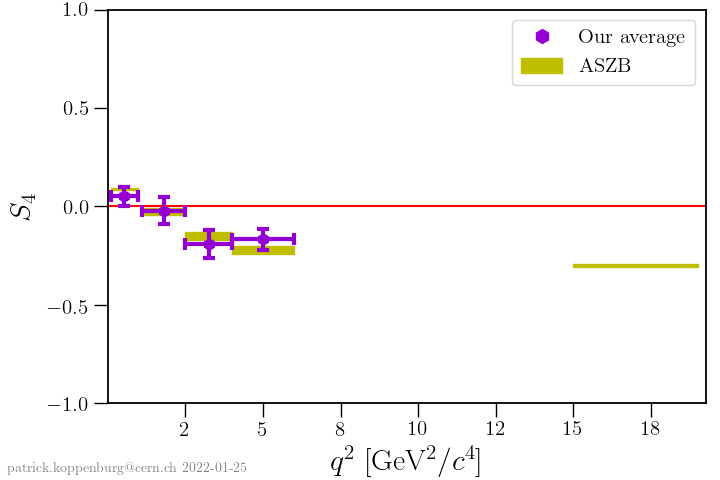 1.0
Our average
ASZB
0.5
S₄
0.0
−0.5
−1.0
2 5 8 10 12 15 18
q² [GeV²/c⁴]
patrick.koppenburg@cern.ch 2022-01-25